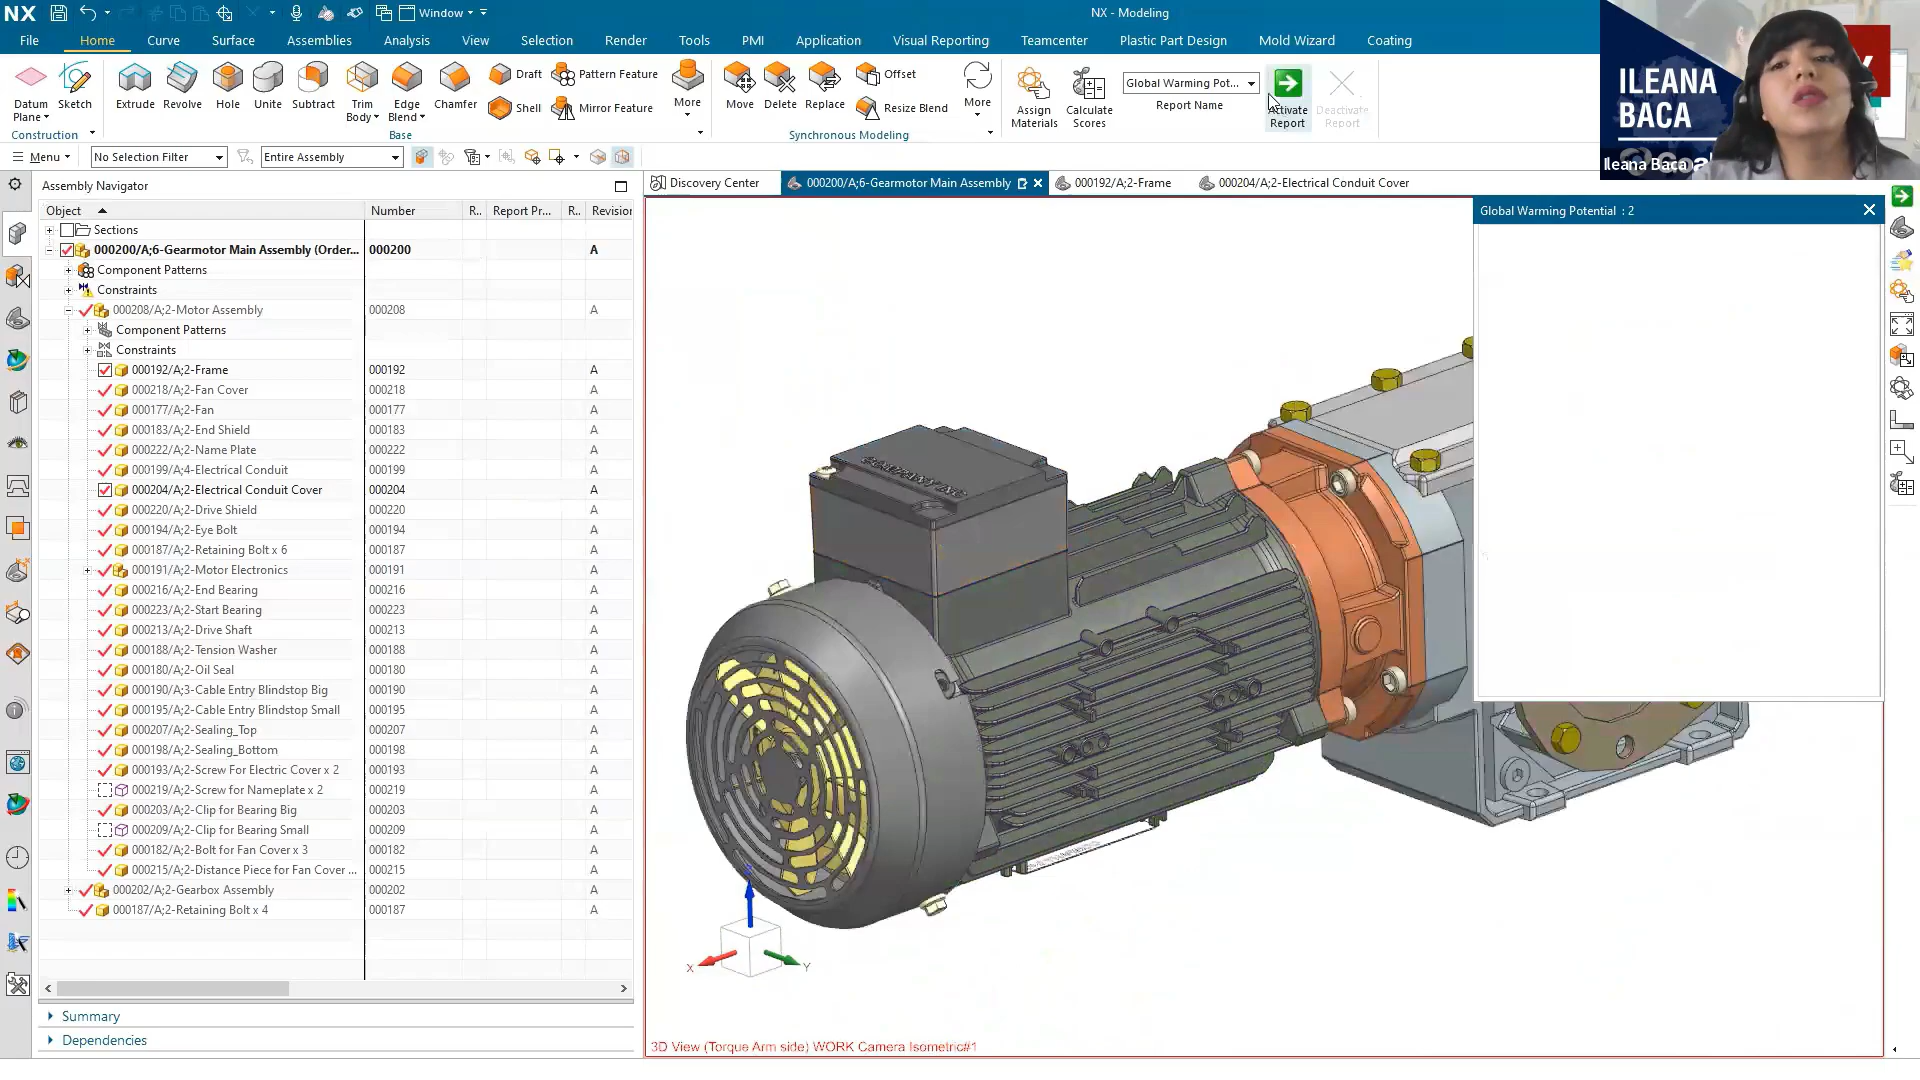 NX
Window
NX - Modeling
File
Home
Curve
Surface
Assemblies
Analysis
View
Selection
Render
Tools
PMI
Application
Visual Reporting
Teamcenter
Plastic Part Design
Mold Wizard
Coating
Datum Plane
Sketch
Extrude
Revolve
Hole
Unite
Subtract
Trim Body
Edge Blend
Chamfer
Draft
Shell
Pattern Feature
Mirror Feature
More
Move
Delete
Replace
Offset
Resize Blend
More
Assign Materials
Calculate Scores
Global Warming Pot...
Report Name
Activate Report
Deactivate Report
Construction
Base
Synchronous Modeling
ILEANA
BACA
Ileana Baca
Menu
No Selection Filter
Entire Assembly
Assembly Navigator
Discovery Center
000200/A;6-Gearmotor Main Assembly
000192/A;2-Frame
000204/A;2-Electrical Conduit Cover
Object Number R.. Report Pr... R.. Revision
Sections
000200/A;6-Gearmotor Main Assembly (Order... 000200 A
Component Patterns
Constraints
000208/A;2-Motor Assembly 000208 A
Component Patterns
Constraints
000192/A;2-Frame 000192 A
000218/A;2-Fan Cover 000218 A
000177/A;2-Fan 000177 A
000183/A;2-End Shield 000183 A
000222/A;2-Name Plate 000222 A
000199/A;4-Electrical Conduit 000199 A
000204/A;2-Electrical Conduit Cover 000204 A
000220/A;2-Drive Shield 000220 A
000194/A;2-Eye Bolt 000194 A
000187/A;2-Retaining Bolt x 6 000187 A
000191/A;2-Motor Electronics 000191 A
000216/A;2-End Bearing 000216 A
000223/A;2-Start Bearing 000223 A
000213/A;2-Drive Shaft 000213 A
000188/A;2-Tension Washer 000188 A
000180/A;2-Oil Seal 000180 A
000190/A;3-Cable Entry Blindstop Big 000190 A
000195/A;2-Cable Entry Blindstop Small 000195 A
000207/A;2-Sealing_Top 000207 A
000198/A;2-Sealing_Bottom 000198 A
000193/A;2-Screw For Electric Cover x 2 000193 A
000219/A;2-Screw for Nameplate x 2 000219 A
000203/A;2-Clip for Bearing Big 000203 A
000209/A;2-Clip for Bearing Small 000209 A
000182/A;2-Bolt for Fan Cover x 3 000182 A
000215/A;2-Distance Piece for Fan Cover ... 000215 A
000202/A;2-Gearbox Assembly 000202 A
000187/A;2-Retaining Bolt x 4 000187 A
Summary
Dependencies
Global Warming Potential : 2
X
Y
3D View (Torque Arm side) WORK Camera Isometric#1